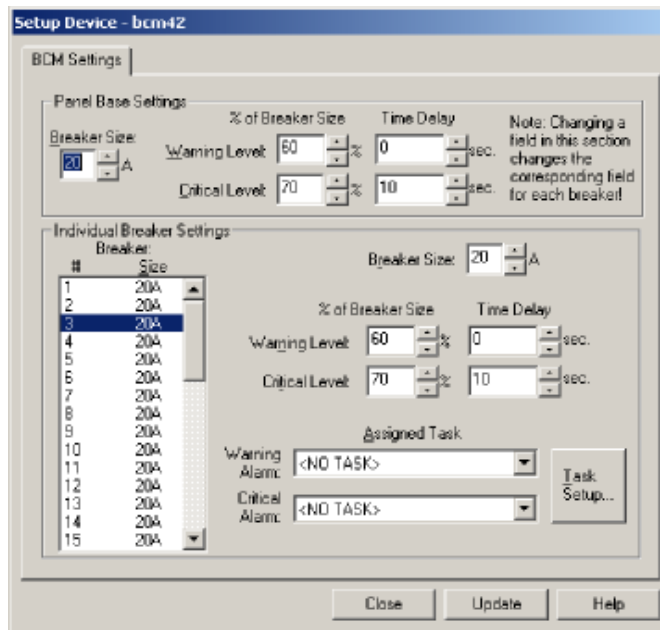 Setup Device - bcm42
BCM Settings
Panel Base Settings
% of Breaker Size Time Delay
Breaker Size: 20 A
Warning Level: 60 % 0 sec.
Critical Level: 70 % 10 sec.
Note: Changing a
field in this section
changes the
corresponding field
for each breaker!
Individual Breaker Settings
Breaker:
# Size
1 20A
2 20A
3 20A
4 20A
5 20A
6 20A
7 20A
8 20A
9 20A
10 20A
11 20A
12 20A
13 20A
14 20A
15 20A
Breaker Size: 20 A
% of Breaker Size Time Delay
Warning Level: 60 % 0 sec.
Critical Level: 70 % 10 sec.
Assigned Task
Warning
Alarm: <NO TASK>
Critical
Alarm: <NO TASK>
Task
Setup...
Close Update Help